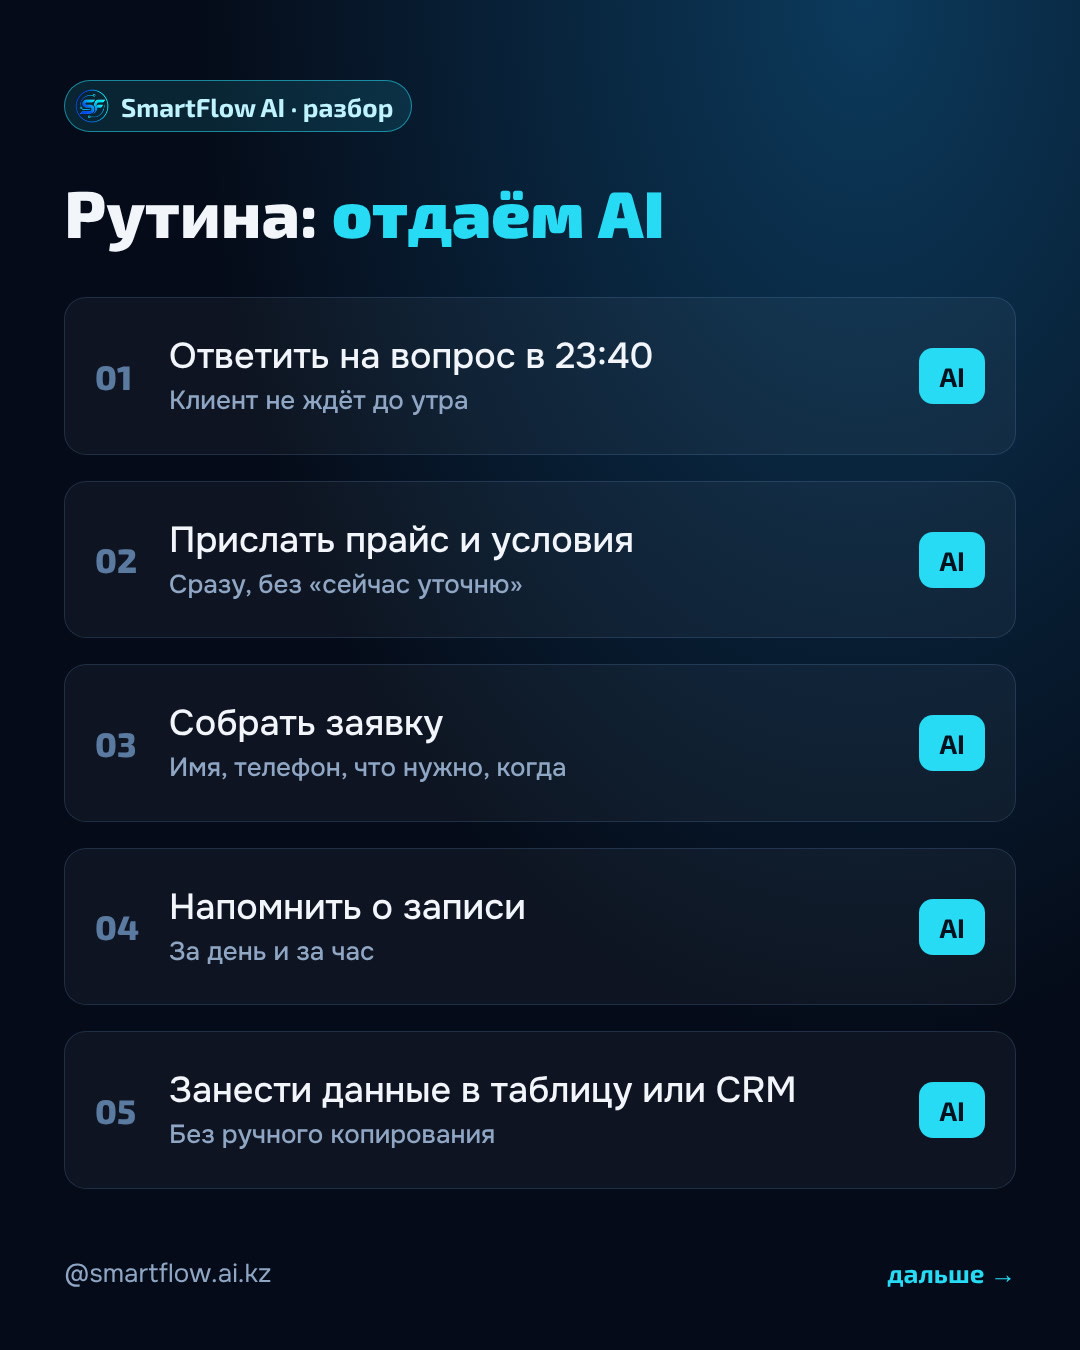 SF SmartFlow AI · разбор
Рутина: отдаём AI
01
Ответить на вопрос в 23:40
Клиент не ждёт до утра
AI
02
Прислать прайс и условия
Сразу, без «сейчас уточню»
AI
03
Собрать заявку
Имя, телефон, что нужно, когда
AI
04
Напомнить о записи
За день и за час
AI
05
Занести данные в таблицу или CRM
Без ручного копирования
AI
@smartflow.ai.kz
дальше →